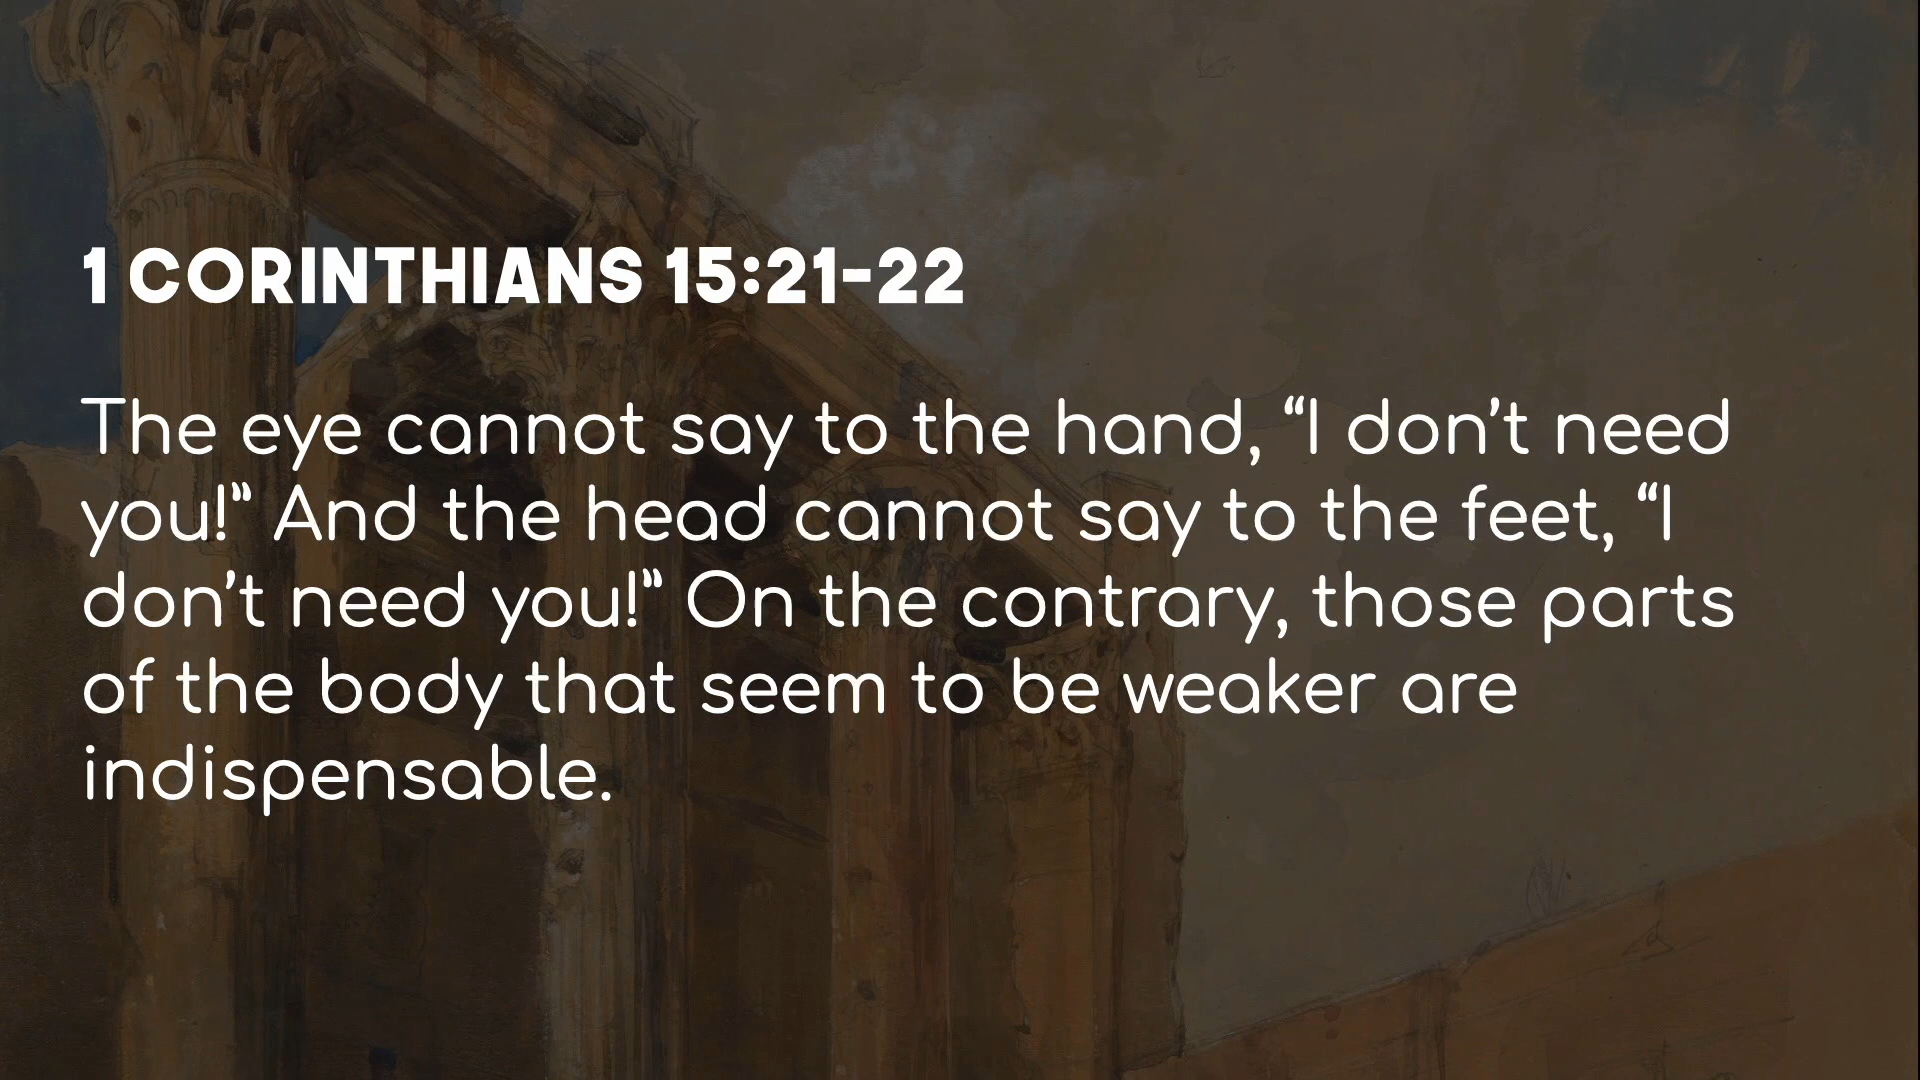 1 CORINTHIANS 15:21-22
The eye cannot say to the hand, “I don’t need
you!” And the head cannot say to the feet, “I
don’t need you!” On the contrary, those parts
of the body that seem to be weaker are
indispensable.